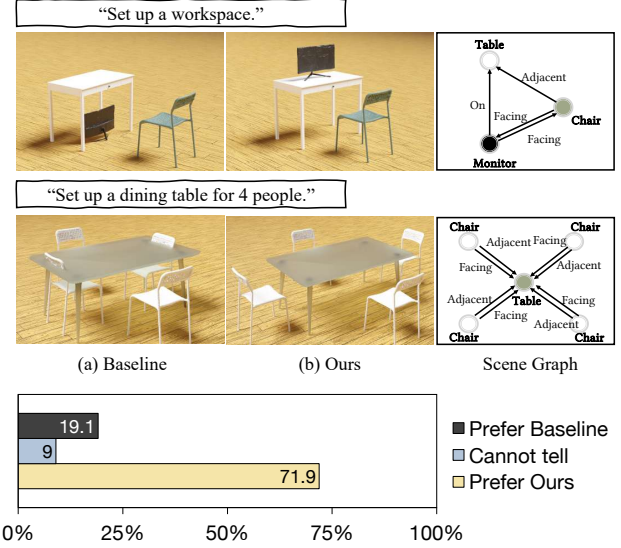 “Set up a workspace.”
Table
Adjacent
On
Facing
Chair
Facing
Monitor
“Set up a dining table for 4 people.”
Chair Chair
Adjacent Facing
Facing Adjacent
Adjacent Table Facing
Facing Adjacent
Chair Chair
(a) Baseline (b) Ours Scene Graph
19.1 Prefer Baseline
9 Cannot tell
71.9 Prefer Ours
0% 25% 50% 75% 100%